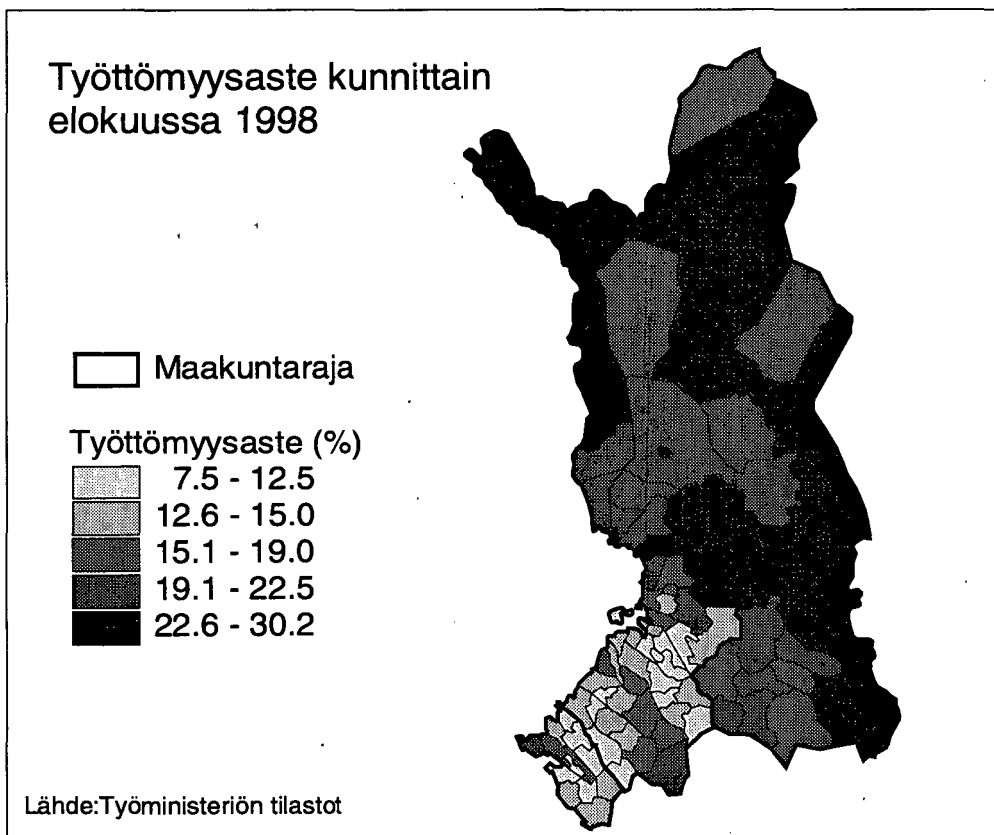 Työttömyysaste kunnittain
elokuussa 1998
Maakuntaraja
Työttömyysaste (%)
7.5 - 12.5
12.6 - 15.0
15.1 - 19.0
19.1 - 22.5
22.6 - 30.2
Lähde:Työministeriön tilastot